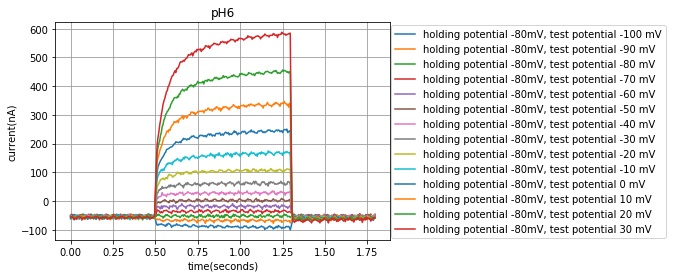 pH6
600
500
400
300
200
100
0
−100
current(nA)
0.00 0.25 0.50 0.75 1.00 1.25 1.50 1.75
time(seconds)
holding potential -80mV, test potential -100 mV
holding potential -80mV, test potential -90 mV
holding potential -80mV, test potential -80 mV
holding potential -80mV, test potential -70 mV
holding potential -80mV, test potential -60 mV
holding potential -80mV, test potential -50 mV
holding potential -80mV, test potential -40 mV
holding potential -80mV, test potential -30 mV
holding potential -80mV, test potential -20 mV
holding potential -80mV, test potential -10 mV
holding potential -80mV, test potential 0 mV
holding potential -80mV, test potential 10 mV
holding potential -80mV, test potential 20 mV
holding potential -80mV, test potential 30 mV